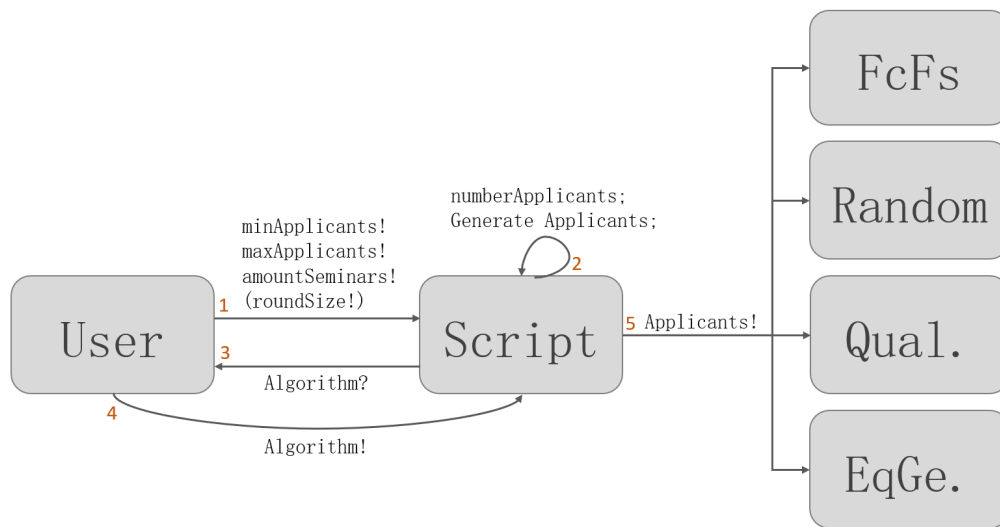 FcFs
numberApplicants;
Generate Applicants;
Random
minApplicants!
maxApplicants!
amountSeminars!
(roundSize!)
1
2
User
Script
5 Applicants!
Qual.
3
Algorithm?
4
Algorithm!
EqGe.